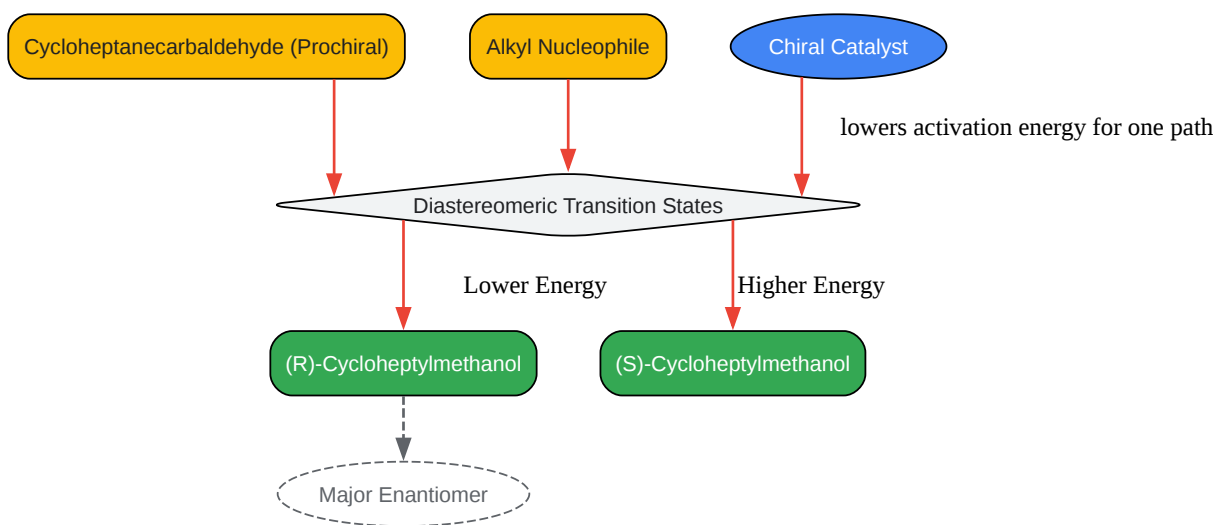 Cycloheptanecarbaldehyde (Prochiral)
Alkyl Nucleophile
Chiral Catalyst
lowers activation energy for one path
Diastereomeric Transition States
Lower Energy
Higher Energy
(R)-Cycloheptylmethanol
(S)-Cycloheptylmethanol
Major Enantiomer